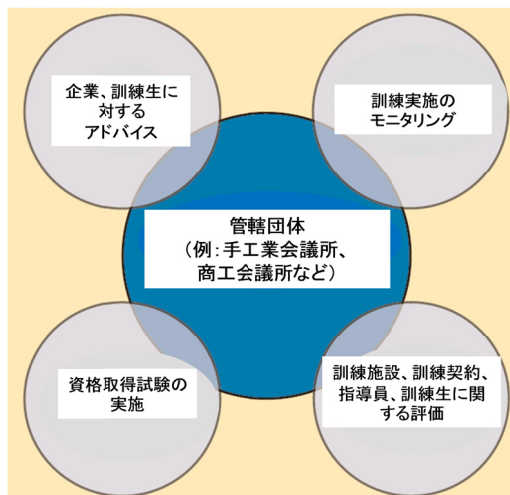 企業、訓練生に
対する
アドバイス
訓練実施の
モニタリング
管轄団体
（例：手工業会議所、
商工会議所など）
資格取得試験の
実施
訓練施設、訓練契約、
指導員、訓練生に関
する評価